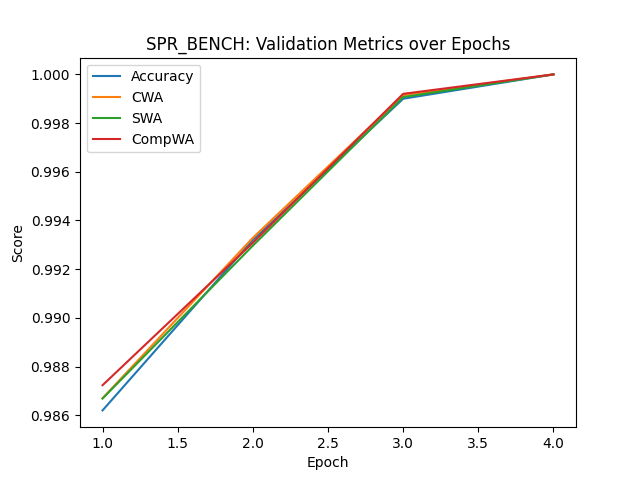 SPR_BENCH: Validation Metrics over Epochs
Accuracy
CWA
SWA
CompWA
Score
1.000
0.998
0.996
0.994
0.992
0.990
0.988
0.986
1.0 1.5 2.0 2.5 3.0 3.5 4.0
Epoch